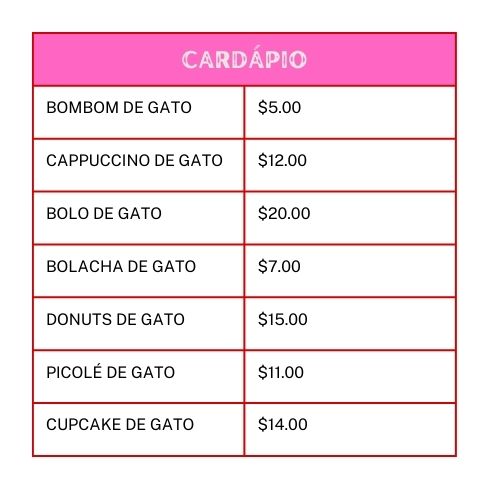 CARDÁPIO
BOMBOM DE GATO $5.00
CAPPUCCINO DE GATO $12.00
BOLO DE GATO $20.00
BOLACHA DE GATO $7.00
DONUTS DE GATO $15.00
PICOLÉ DE GATO $11.00
CUPCAKE DE GATO $14.00